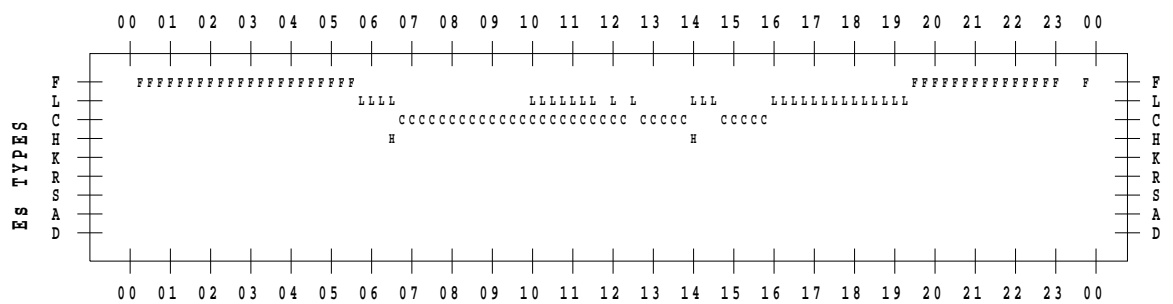 00 01 02 03 04 05 06 07 08 09 10 11 12 13 14 15 16 17 18 19 20 21 22 23 00
F FFFFFFFFFFFFFFFFFFFFFF FFFFFFFFFFFFFFF F F
L LLLL LLLLLLL L L LLL LLLLLLLLLLLLLL L
C CCCCCCCCCCCCCCCCCCCCCCC CCCCC CCCCC C
H H H H
K K
R R
S S
A A
D D
Es TYPES
00 01 02 03 04 05 06 07 08 09 10 11 12 13 14 15 16 17 18 19 20 21 22 23 00